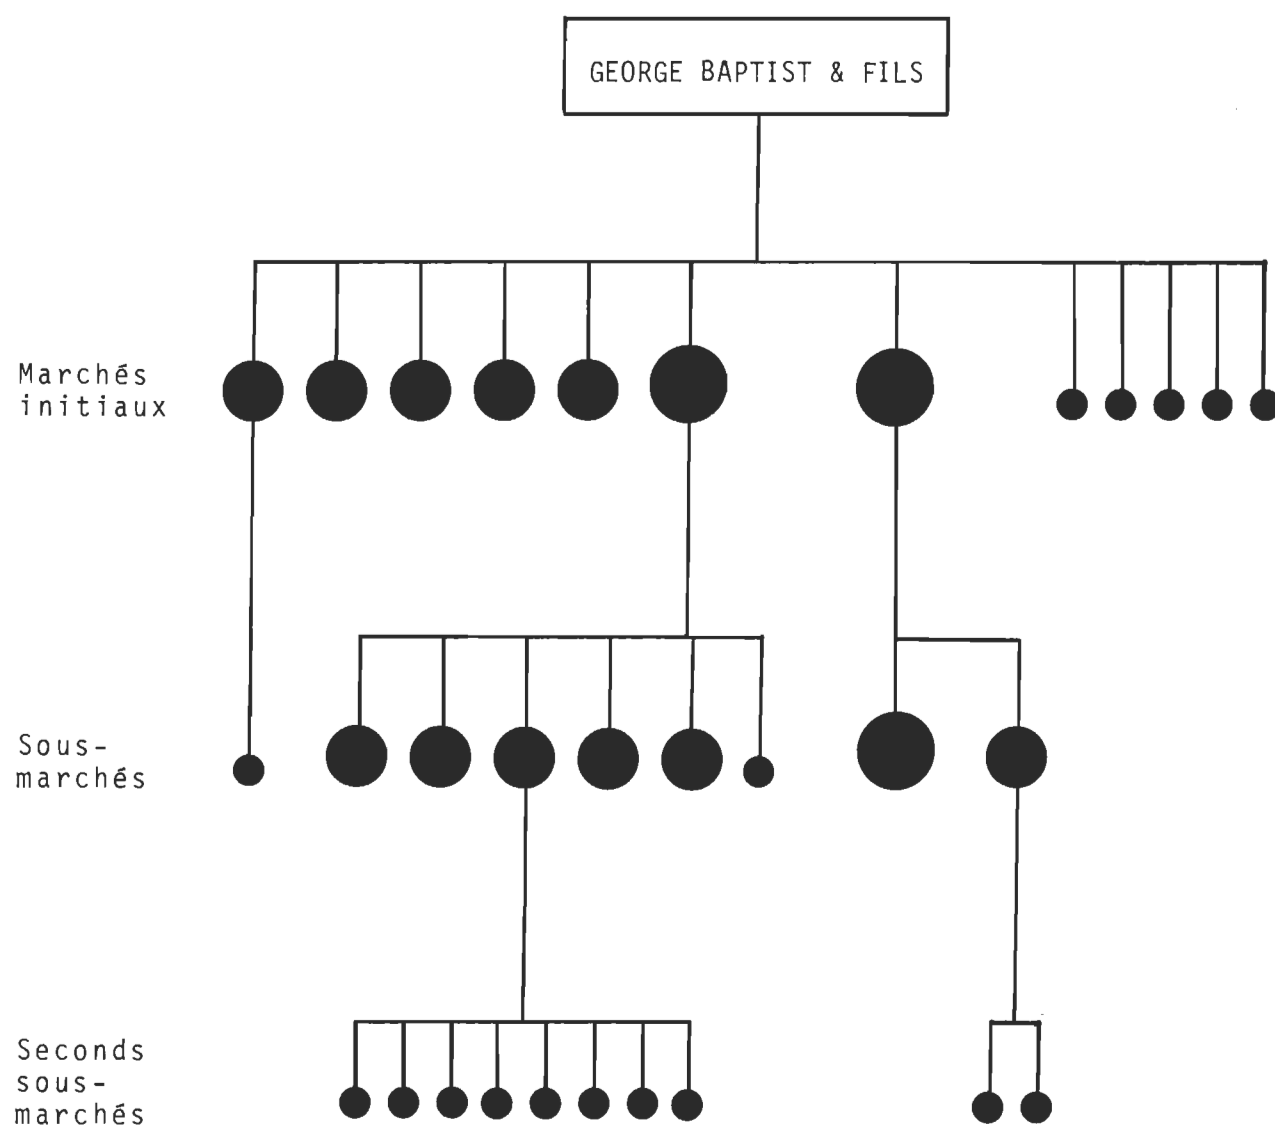 GEORGE BAPTIST & FILS
Marchés
initiaux
Sous-
marchés
Seconds
sous-
marchés